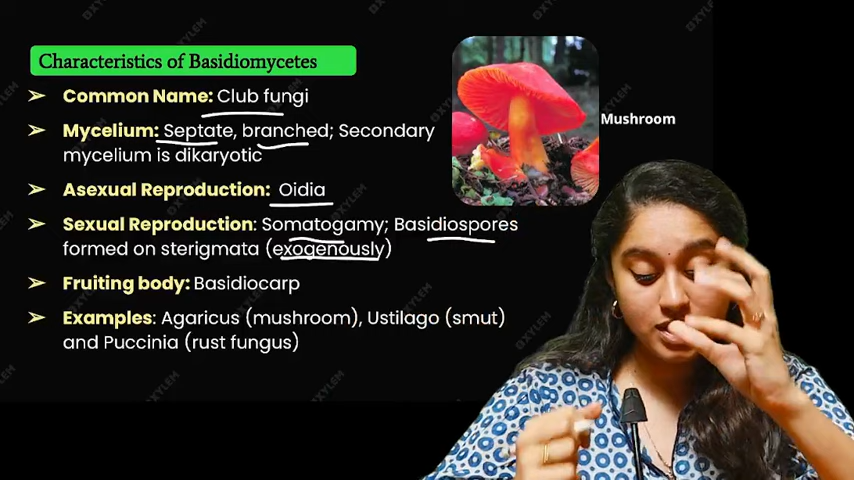 Characteristics of Basidiomycetes
➢ Common Name: Club fungi
➢ Mycelium: Septate, branched; Secondary
mycelium is dikaryotic
Mushroom
➢ Asexual Reproduction: Oidia
➢ Sexual Reproduction: Somatogamy; Basidiospores
formed on sterigmata (exogenously)
➢ Fruiting body: Basidiocarp
➢ Examples: Agaricus (mushroom), Ustilago (smut)
and Puccinia (rust fungus)
OXYLEM